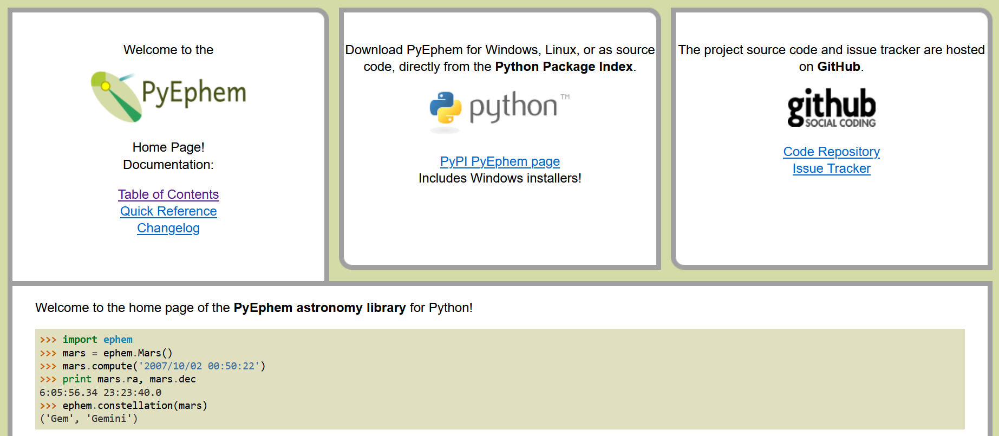 Welcome to the
PyEphem
Home Page!
Documentation:
Table of Contents
Quick Reference
Changelog
Download PyEphem for Windows, Linux, or as source
code, directly from the Python Package Index.
python™
PyPI PyEphem page
Includes Windows installers!
The project source code and issue tracker are hosted
on GitHub.
github
SOCIAL CODING
Code Repository
Issue Tracker
Welcome to the home page of the PyEphem astronomy library for Python!
>>> import ephem
>>> mars = ephem.Mars()
>>> mars.compute('2007/10/02 00:50:22')
>>> print mars.ra, mars.dec
6:05:56.34 23:23:40.0
>>> ephem.constellation(mars)
('Gem', 'Gemini')